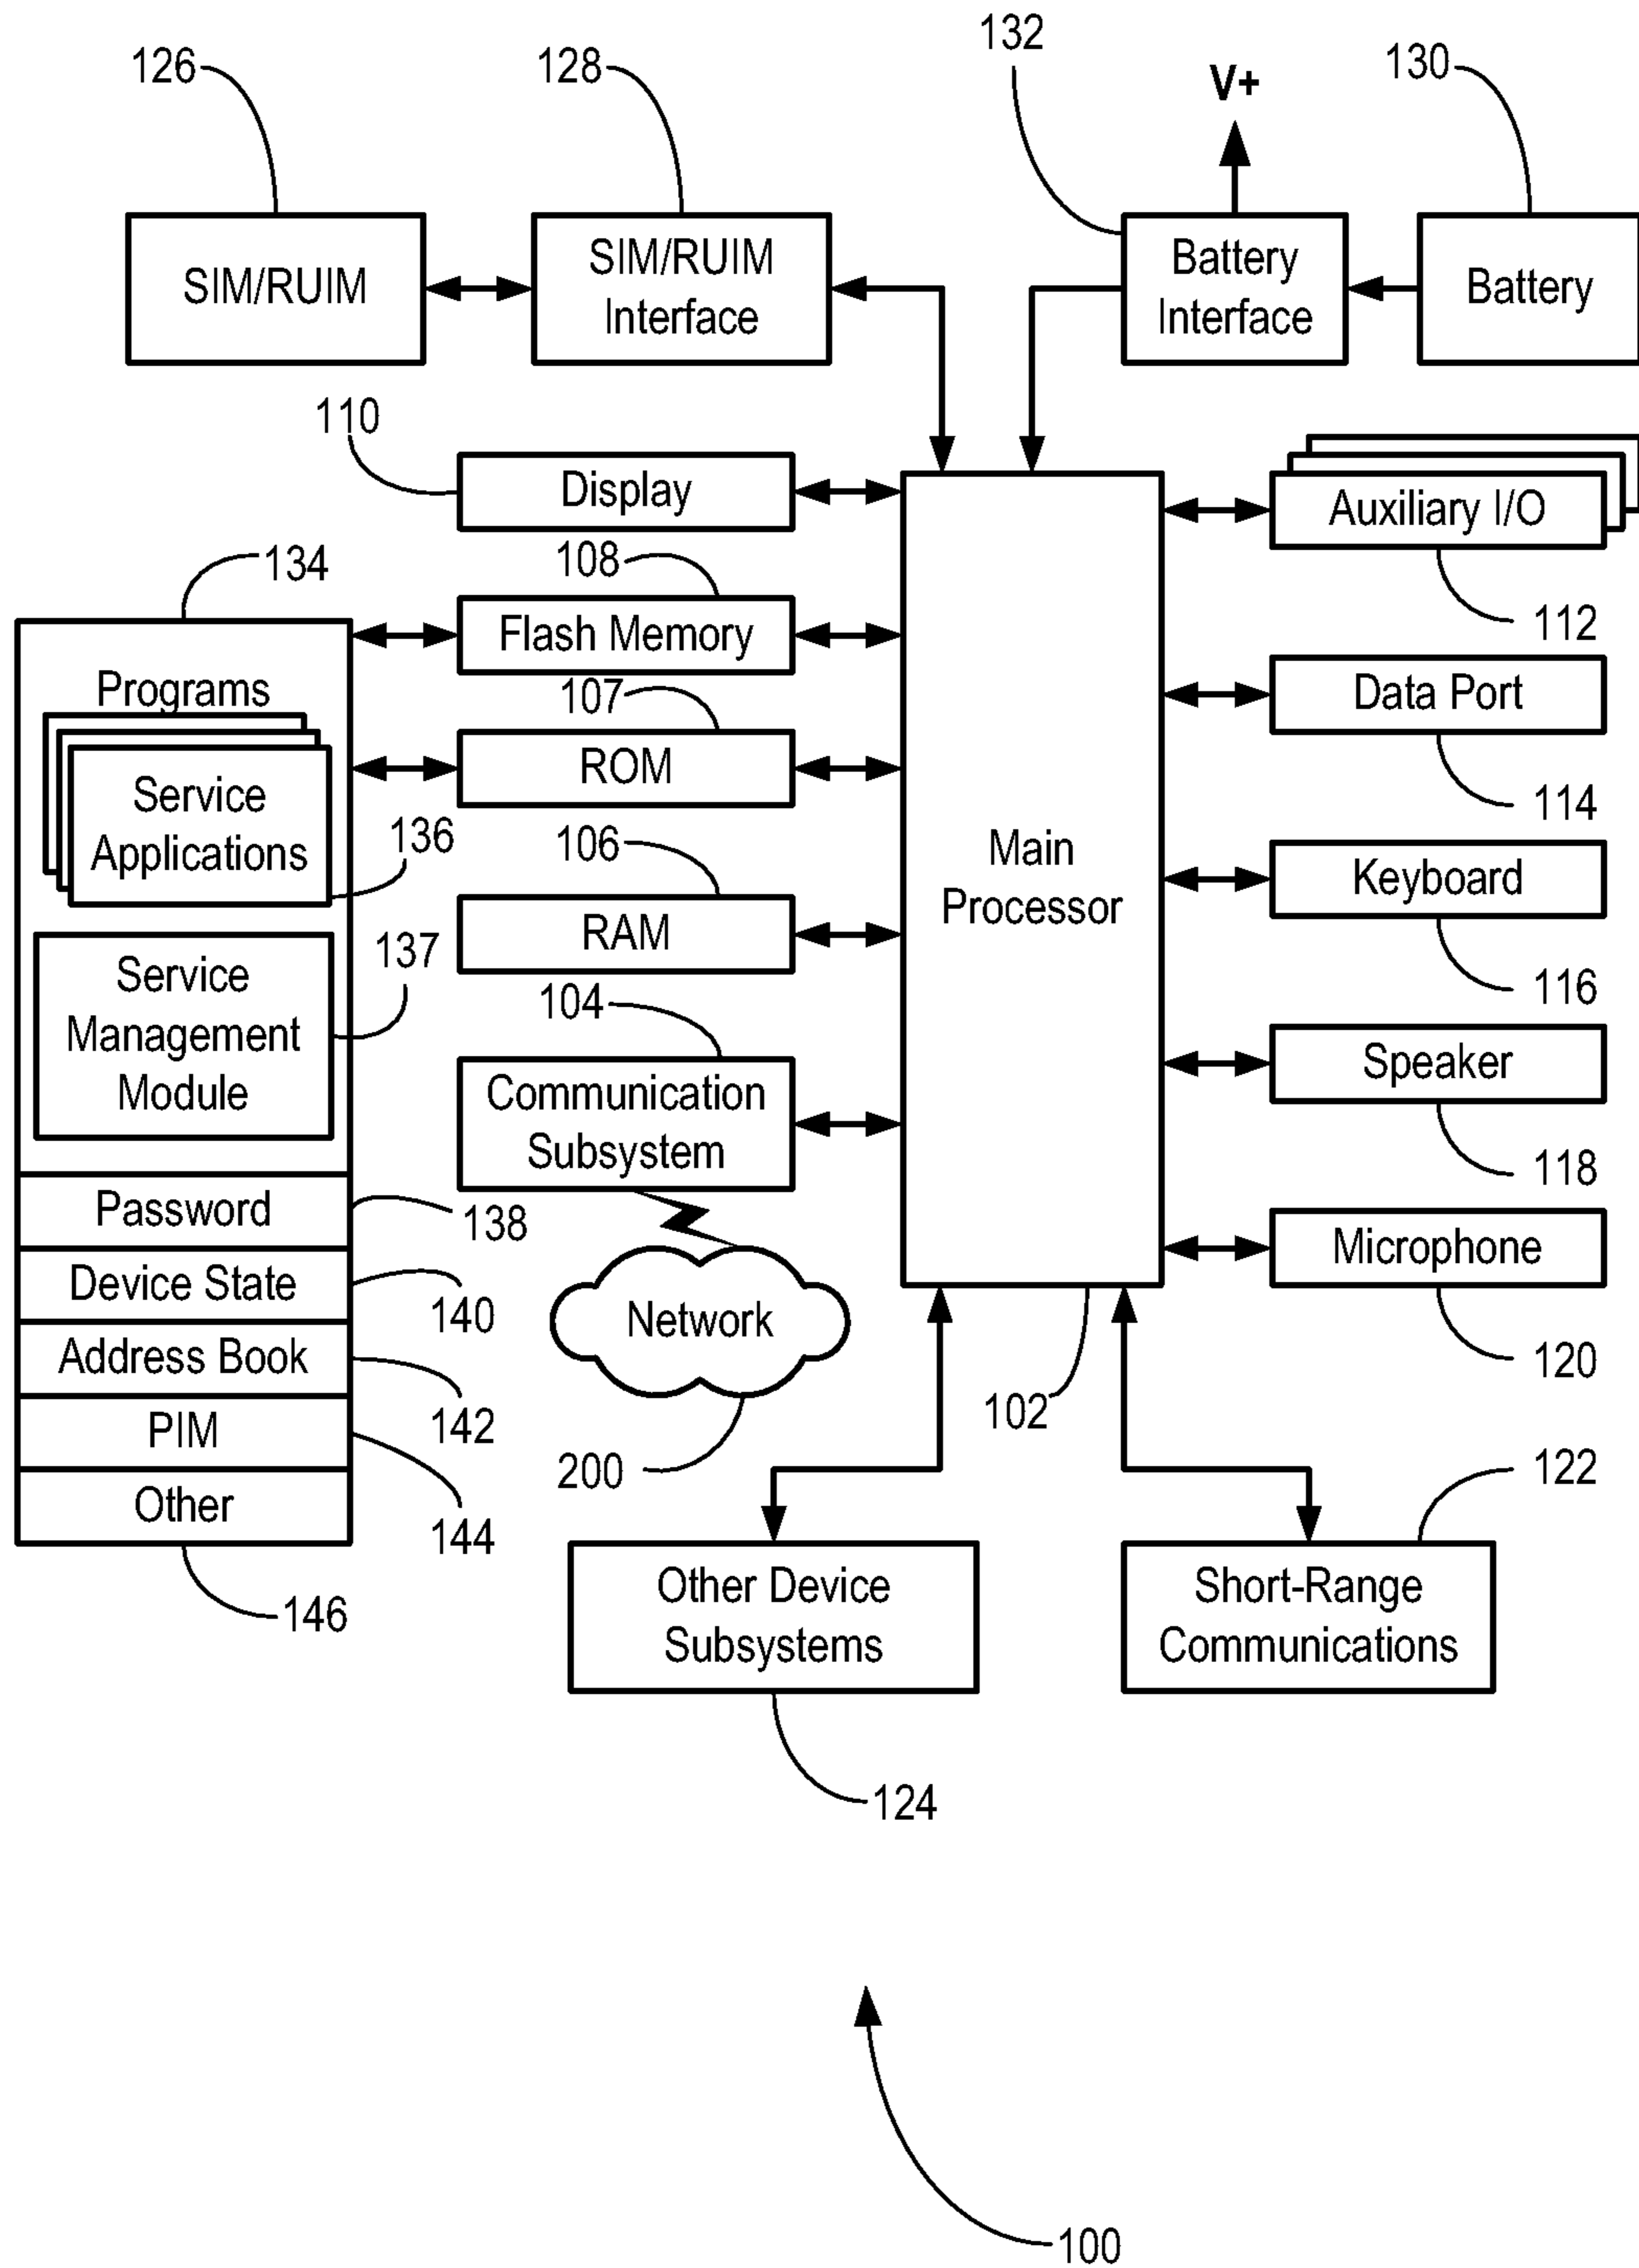 126
128
132
V+
130
SIM/RUIM
SIM/RUIM
Interface
Battery
Interface
Battery
110
Display
Auxiliary I/O
134
108
112
Programs
Flash Memory
Data Port
107
Service
Applications
ROM
114
136
106
Main
Processor
Keyboard
RAM
137
116
Service
Management
Module
104
Communication
Subsystem
Speaker
118
Password
138
Microphone
Device State
140
Network
120
Address Book
142
102
PIM
200
122
Other
144
146
Other Device
Subsystems
Short-Range
Communications
124
100